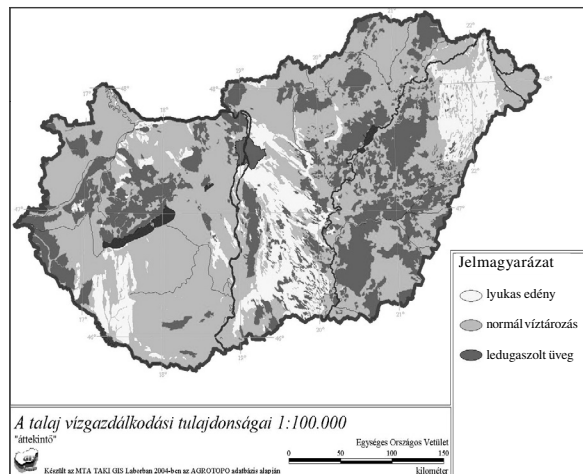 Jelmagyarázat
lyukas edény
normál víztározás
ledugaszolt üveg
A talaj vízgazdálkodási tulajdonságai 1:100.000
"áttekintő"
Készült az MTA TAKI GIS Laborban 2004-ben az AGROTOPO adatbázis alapján
Egységes Országos Vetület
0 50 100 150
kilométer